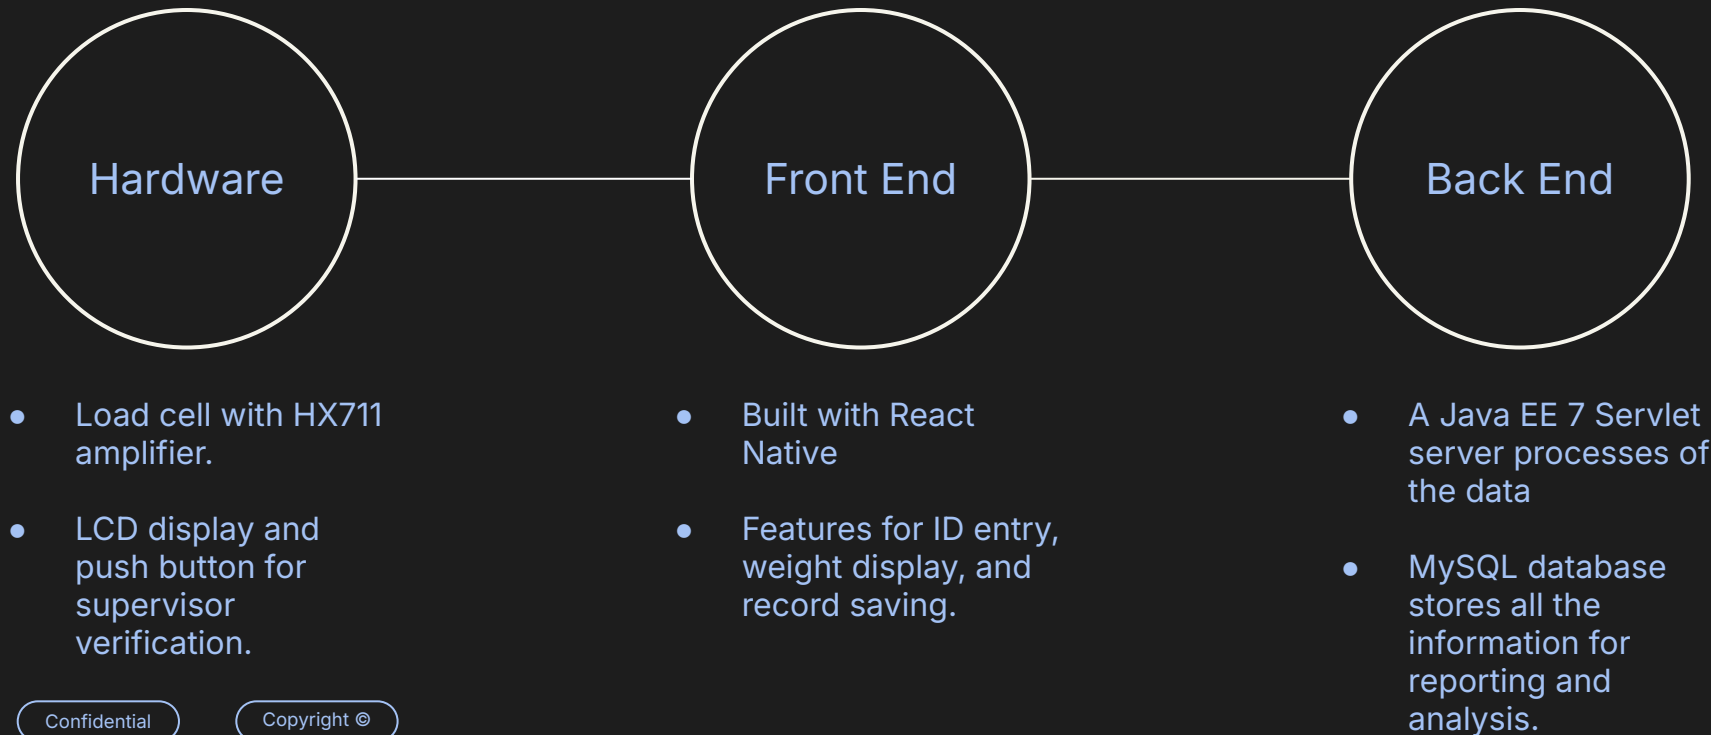 Hardware
Front End
Back End
● Load cell with HX711
amplifier.
● LCD display and
push button for
supervisor
verification.
● Built with React
Native
● Features for ID entry,
weight display, and
record saving.
● A Java EE 7 Servlet
server processes of
the data
● MySQL database
stores all the
information for
reporting and
analysis.
Confidential
Copyright ©